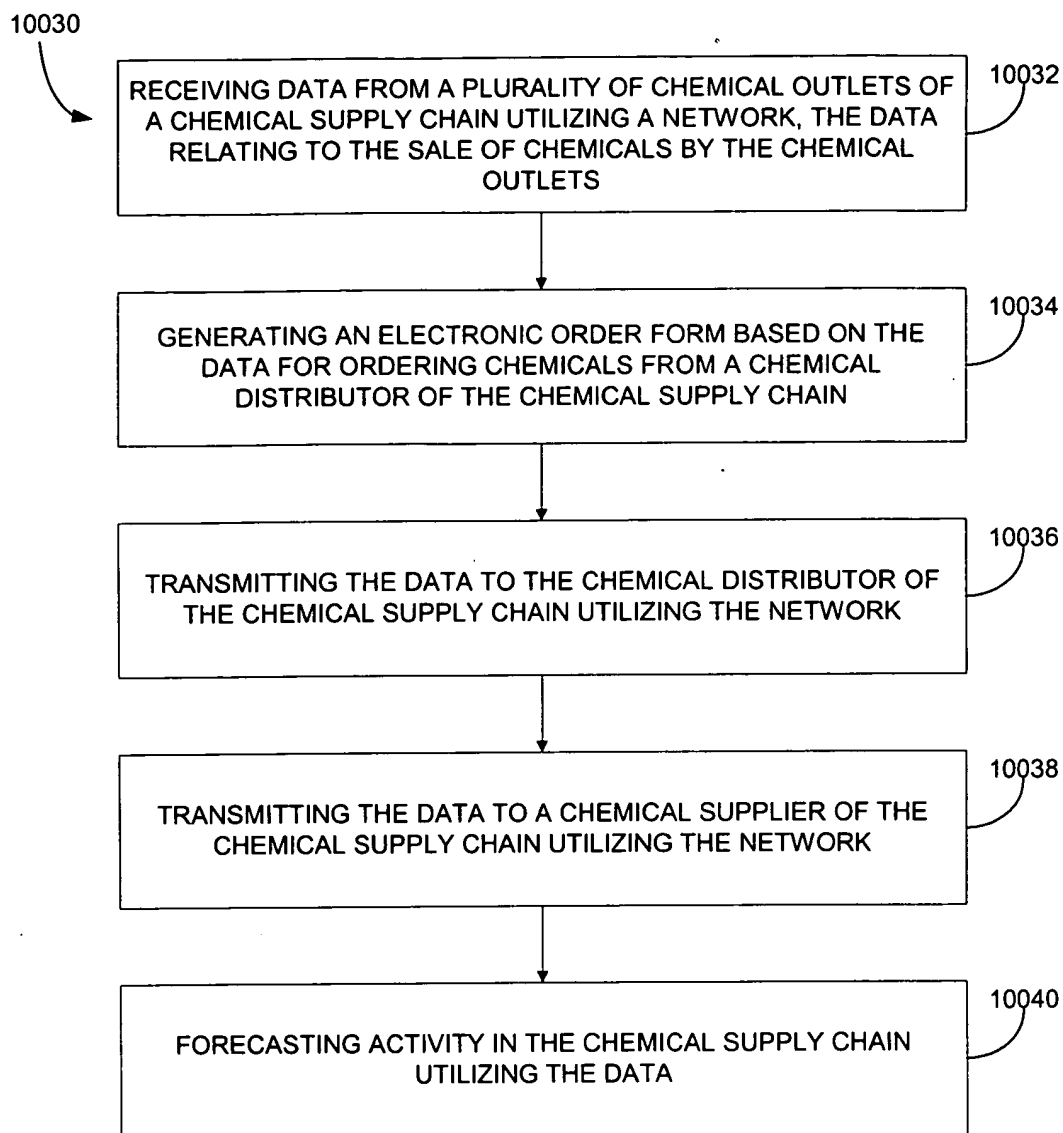 10030
10032
RECEIVING DATA FROM A PLURALITY OF CHEMICAL OUTLETS OF
A CHEMICAL SUPPLY CHAIN UTILIZING A NETWORK, THE DATA
RELATING TO THE SALE OF CHEMICALS BY THE CHEMICAL
OUTLETS
10034
GENERATING AN ELECTRONIC ORDER FORM BASED ON THE
DATA FOR ORDERING CHEMICALS FROM A CHEMICAL
DISTRIBUTOR OF THE CHEMICAL SUPPLY CHAIN
10036
TRANSMITTING THE DATA TO THE CHEMICAL DISTRIBUTOR OF
THE CHEMICAL SUPPLY CHAIN UTILIZING THE NETWORK
10038
TRANSMITTING THE DATA TO A CHEMICAL SUPPLIER OF THE
CHEMICAL SUPPLY CHAIN UTILIZING THE NETWORK
10040
FORECASTING ACTIVITY IN THE CHEMICAL SUPPLY CHAIN
UTILIZING THE DATA